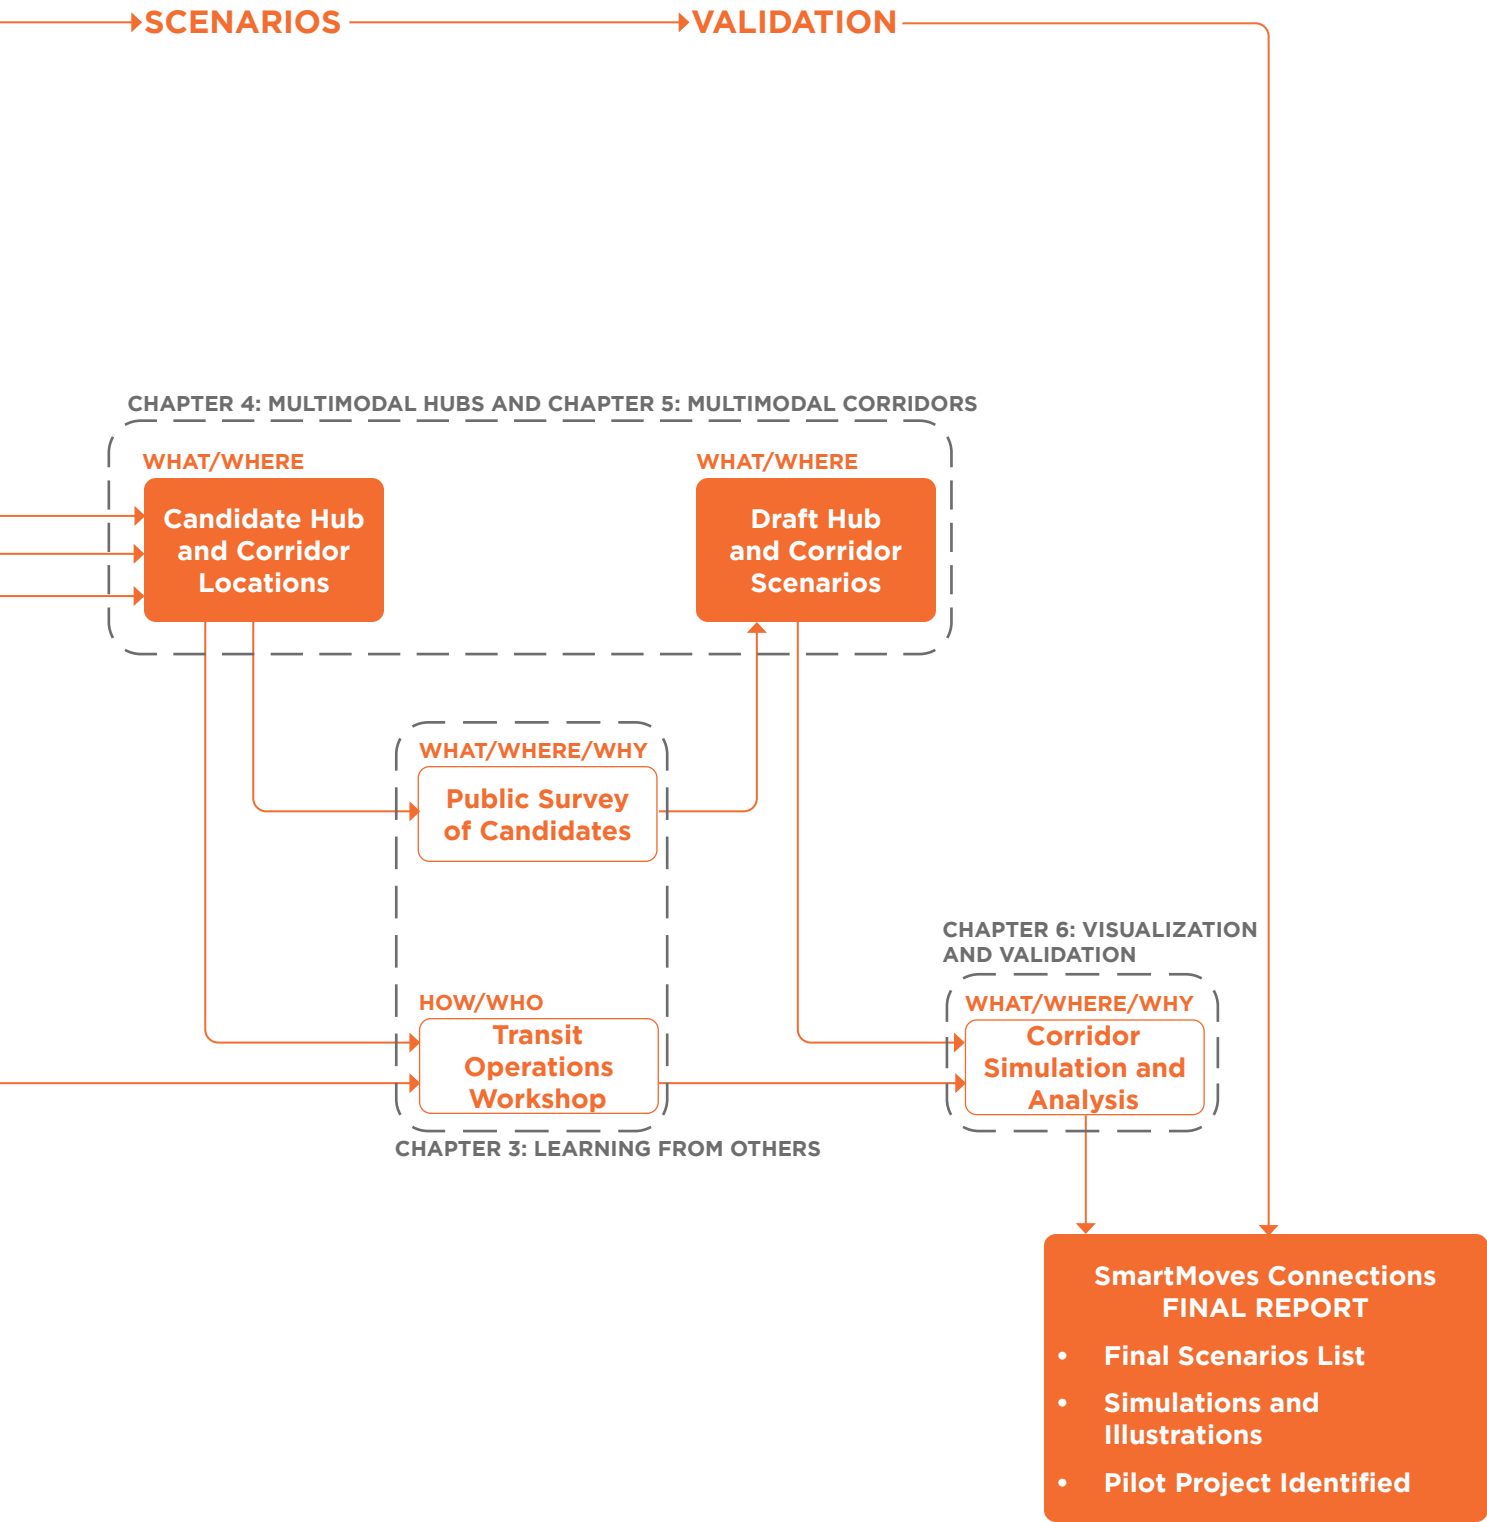 SCENARIOS
VALIDATION
CHAPTER 4: MULTIMODAL HUBS AND CHAPTER 5: MULTIMODAL CORRIDORS
WHAT/WHERE
Candidate Hub
and Corridor
Locations
WHAT/WHERE
Draft Hub
and Corridor
Scenarios
WHAT/WHERE/WHY
Public Survey
of Candidates
HOW/WHO
Transit
Operations
Workshop
CHAPTER 3: LEARNING FROM OTHERS
CHAPTER 6: VISUALIZATION
AND VALIDATION
WHAT/WHERE/WHY
Corridor
Simulation and
Analysis
SmartMoves Connections
FINAL REPORT
• Final Scenarios List
• Simulations and
Illustrations
• Pilot Project Identified